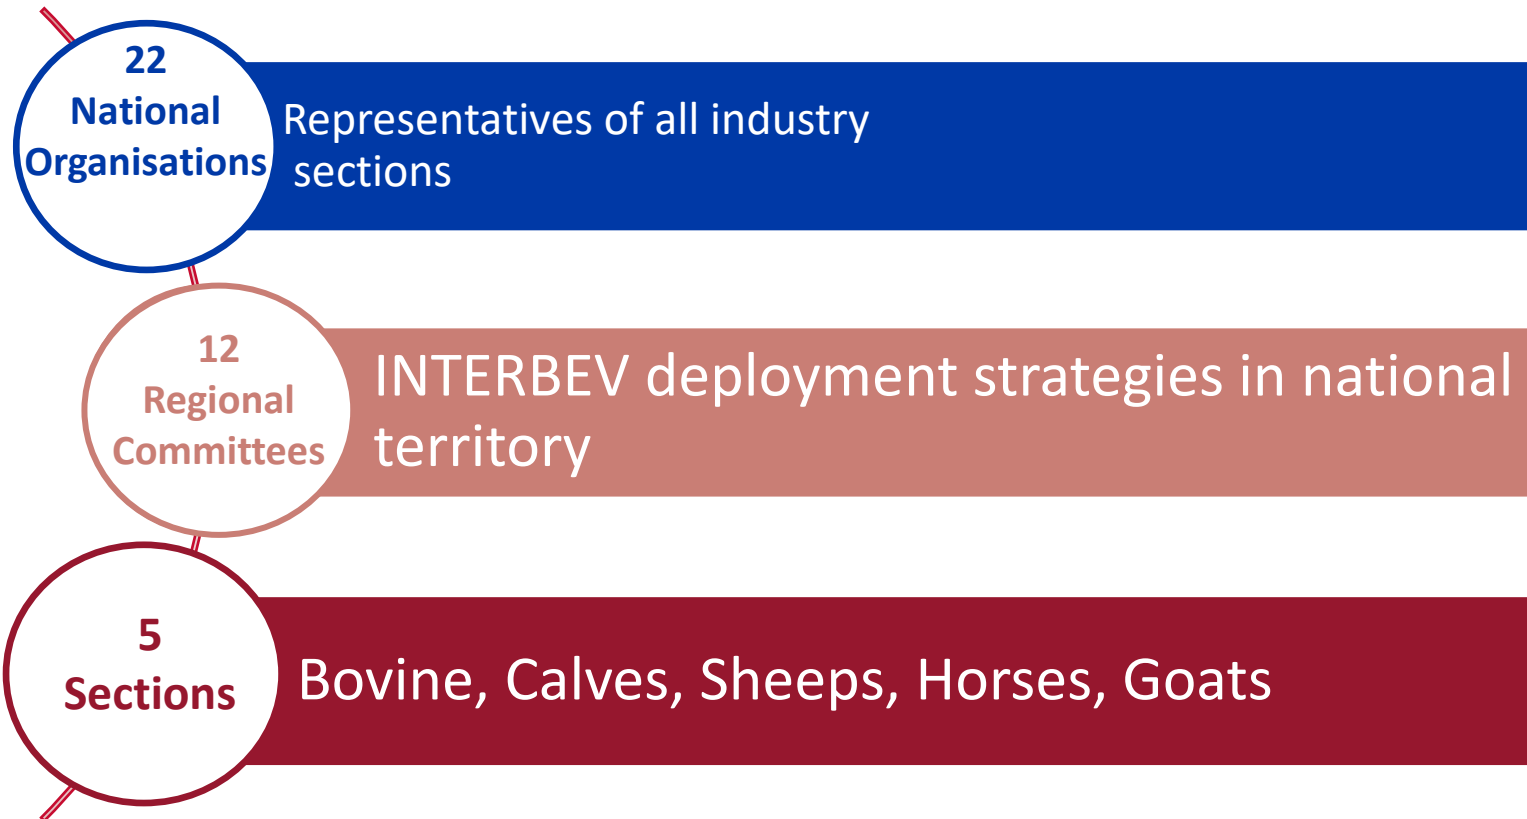 22
National
Organisations
Representatives of all industry
sections
12
Regional
Committees
INTERBEV deployment strategies in national
territory
5
Sections
Bovine, Calves, Sheeps, Horses, Goats